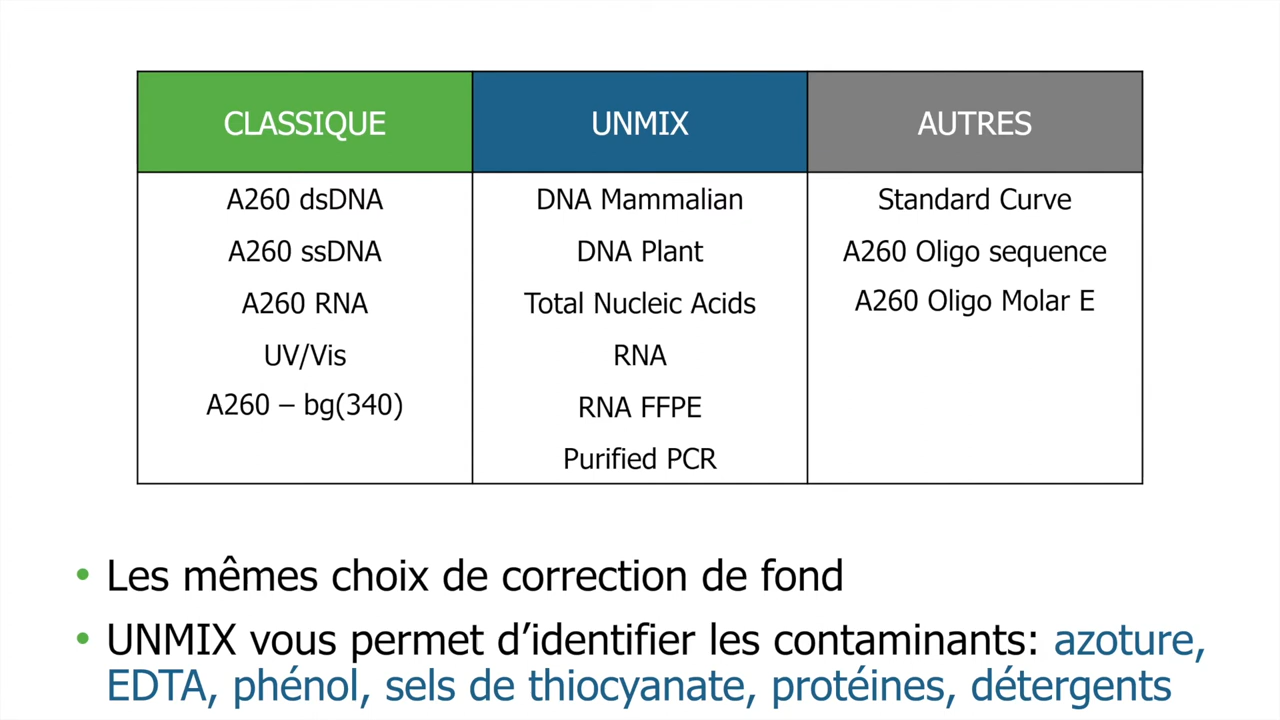 CLASSIQUE UNMIX AUTRES
A260 dsDNA DNA Mammalian Standard Curve
A260 ssDNA DNA Plant A260 Oligo sequence
A260 RNA Total Nucleic Acids A260 Oligo Molar E
UV/Vis RNA
A260 – bg(340) RNA FFPE
Purified PCR
• Les mêmes choix de correction de fond
• UNMIX vous permet d’identifier les contaminants: azoture,
EDTA, phénol, sels de thiocyanate, protéines, détergents